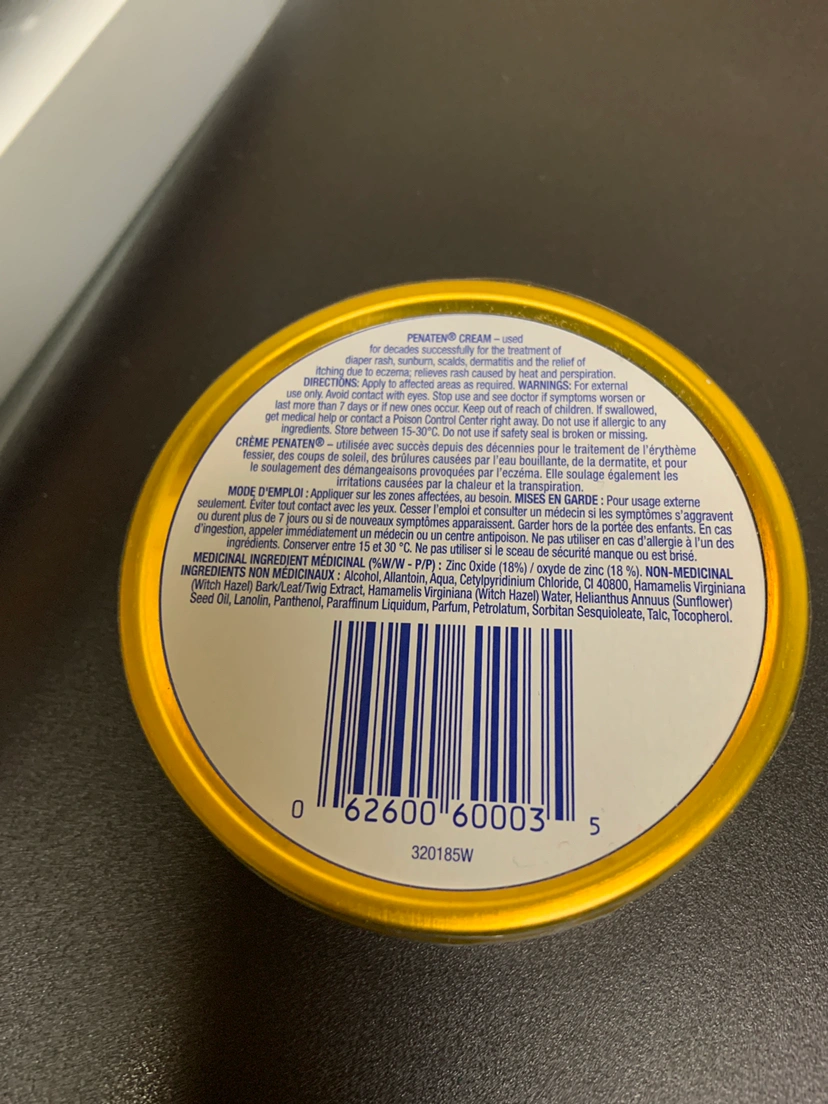 PENATEN® CREAM – used
for decades successfully for the treatment of
diaper rash, sunburn, scalds, dermatitis and the relief of
itching due to eczema; relieves rash caused by heat and perspiration.
DIRECTIONS: Apply to affected areas as required. WARNINGS: For external
use only. Avoid contact with eyes. Stop use and see doctor if symptoms worsen or
last more than 7 days or if new ones occur. Keep out of reach of children. If swallowed,
get medical help or contact a Poison Control Center right away. Do not use if allergic to any
ingredients. Store between 15-30°C. Do not use if safety seal is broken or missing.
CRÈME PENATEN® – utilisée avec succès depuis des décennies pour le traitement de l'érythème
fessier, des coups de soleil, des brûlures causées par l'eau bouillante, de la dermatite, et pour
le soulagement des démangeaisons provoquées par l'eczéma. Elle soulage également les
irritations causées par la chaleur et la transpiration.
MODE D'EMPLOI : Appliquer sur les zones affectées, au besoin. MISES EN GARDE : Pour usage externe
seulement. Éviter tout contact avec les yeux. Cesser l'emploi et consulter un médecin si les symptômes s'aggravent
ou durent plus de 7 jours ou si de nouveaux symptômes apparaissent. Garder hors de la portée des enfants. En cas
d'ingestion, appeler immédiatement un médecin ou un centre antipoison. Ne pas utiliser en cas d'allergie à l'un des
ingrédients. Conserver entre 15 et 30 °C. Ne pas utiliser si le sceau de sécurité manque ou est brisé.
MEDICINAL INGREDIENT MÉDICINAL (%W/W - P/P) : Zinc Oxide (18%) / oxyde de zinc (18 %). NON-MEDICINAL
INGREDIENTS NON MÉDICINAUX : Alcohol, Allantoin, Aqua, Cetylpyridinium Chloride, CI 40800, Hamamelis Virginiana
(Witch Hazel) Bark/Leaf/Twig Extract, Hamamelis Virginiana (Witch Hazel) Water, Helianthus Annuus (Sunflower)
Seed Oil, Lanolin, Panthenol, Paraffinum Liquidum, Parfum, Petrolatum, Sorbitan Sesquioleate, Talc, Tocopherol.
0 62600 60003 5
320185W